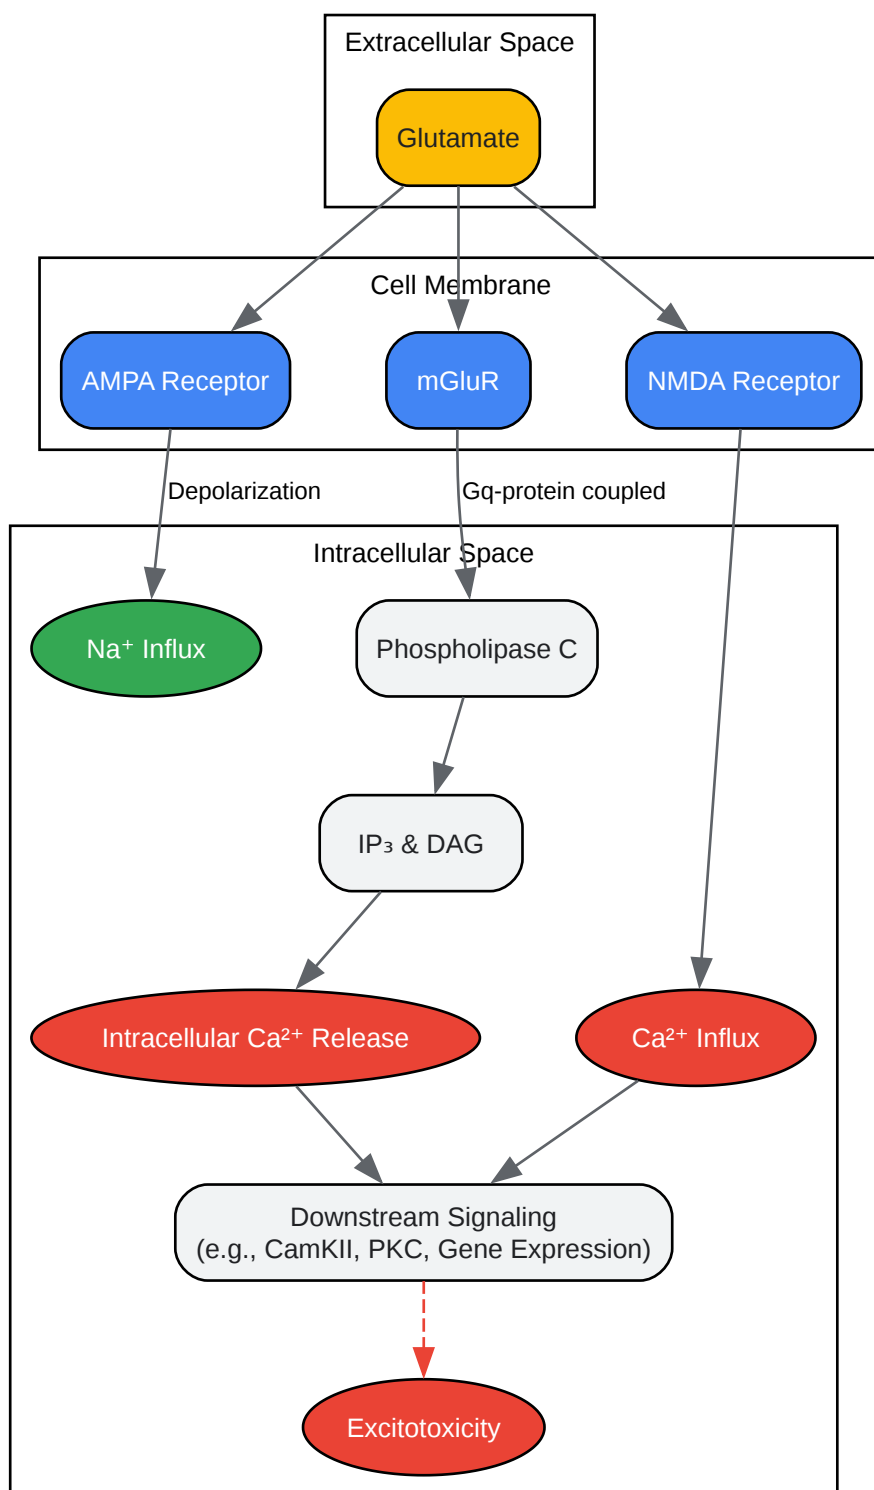 Extracellular Space
Glutamate
Cell Membrane
AMPA Receptor
mGluR
NMDA Receptor
Depolarization
Gq-protein coupled
Intracellular Space
Na⁺ Influx
Phospholipase C
IP₃ & DAG
Intracellular Ca²⁺ Release
Ca²⁺ Influx
Downstream Signaling
(e.g., CamKII, PKC, Gene Expression)
Excitotoxicity